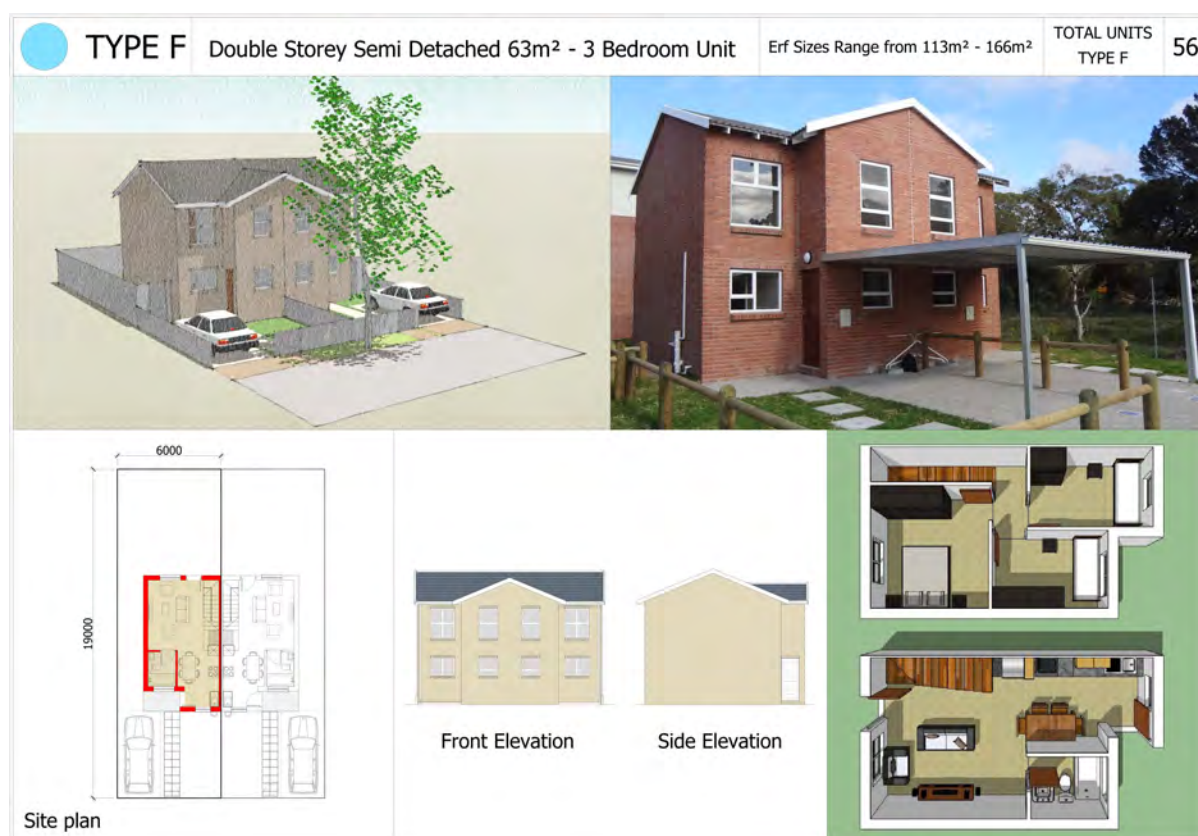 TYPE F
Double Storey Semi Detached 63m² - 3 Bedroom Unit
Erf Sizes Range from 113m² - 166m²
TOTAL UNITS
TYPE F
56
6000
19000
Site plan
Front Elevation
Side Elevation